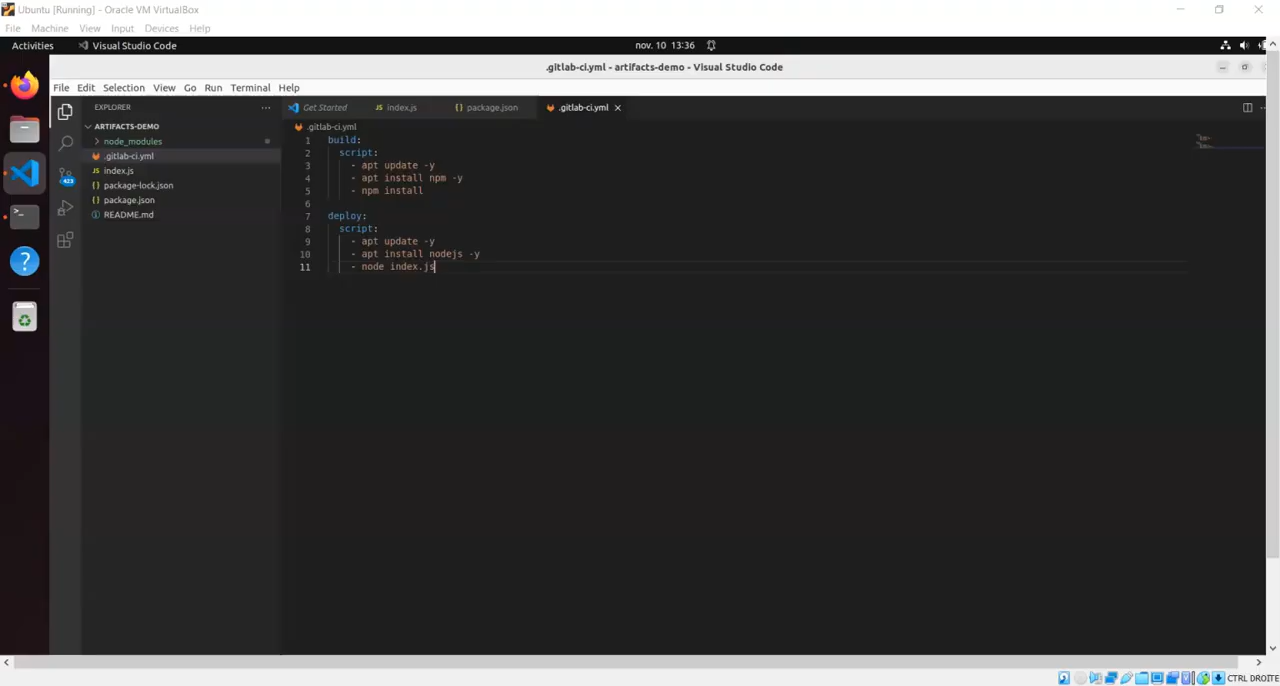 Ubuntu [Running] - Oracle VM VirtualBox
File Machine View Input Devices Help
Activities Visual Studio Code nov. 10 13:36
.gitlab-ci.yml - artifacts-demo - Visual Studio Code
File Edit Selection View Go Run Terminal Help
EXPLORER ... Get Started JS index.js {} package.json .gitlab-ci.yml
ARTIFACTS-DEMO
node_modules
.gitlab-ci.yml
JS index.js
{} package-lock.json
{} package.json
README.md
423
.gitlab-ci.yml
1 build:
2 script:
3 - apt update -y
4 - apt install npm -y
5 - npm install
6
7 deploy:
8 script:
9 - apt update -y
10 - apt install nodejs -y
11 - node index.js
CTRL DROITE